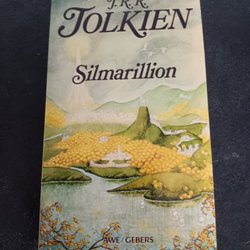 J. R. R.
TOLKIEN
Silmarillion
AWE/GEBERS